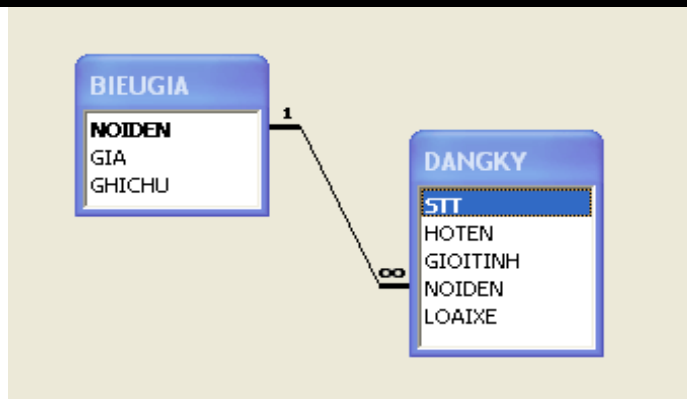 BIEUGIA
NOIDEN
GIA
GHICHU
1
∞
DANGKY
STT
HOTEN
GIOITINH
NOIDEN
LOAIXE